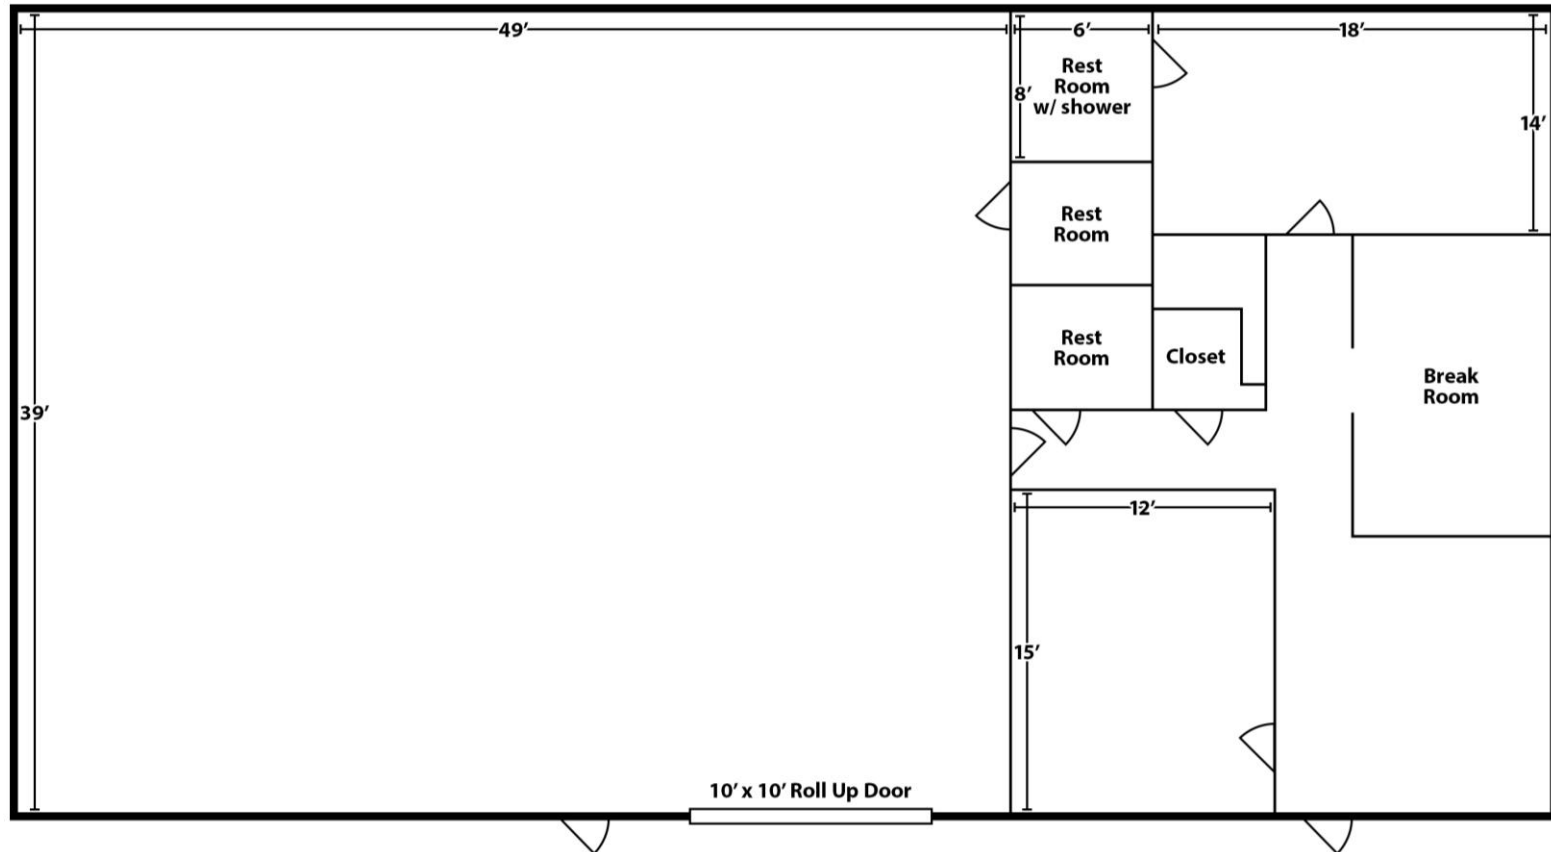 49′
6′
18′
Rest
Room
w/ shower
8′
14′
Rest
Room
Rest
Room
Closet
Break
Room
39′
12′
15′
10′ x 10′ Roll Up Door